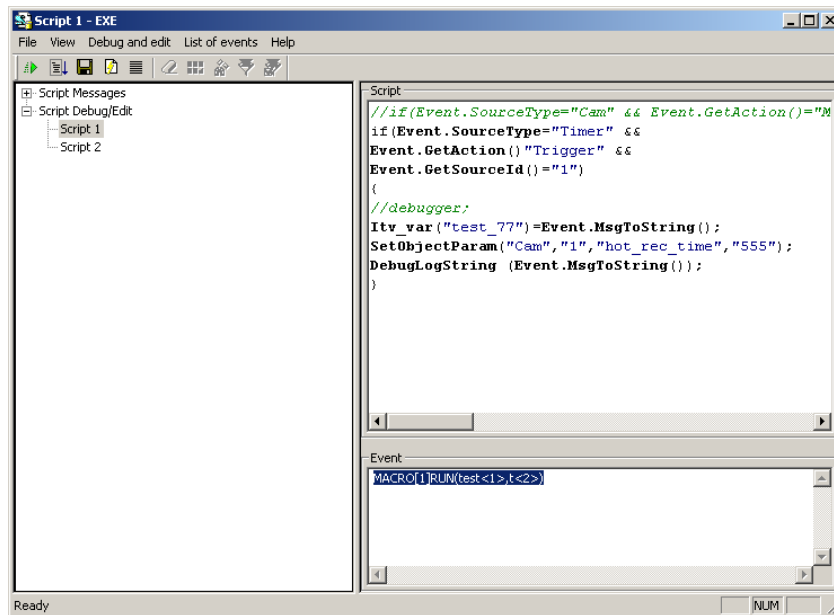 Script 1 - EXE
File View Debug and edit List of events Help
Script Messages
Script Debug/Edit
Script 1
Script 2
Script
//if(Event.SourceType="Cam" && Event.GetAction()="M
if(Event.SourceType="Timer" &&
Event.GetAction()"Trigger" &&
Event.GetSourceId()="1")
{
//debugger;
Itv_var("test_77")=Event.MsgToString();
SetObjectParam("Cam","1","hot_rec_time","555");
DebugLogString (Event.MsgToString());
}
Event
MACRO[1]RUN(test<1>,t<2>)
Ready
NUM